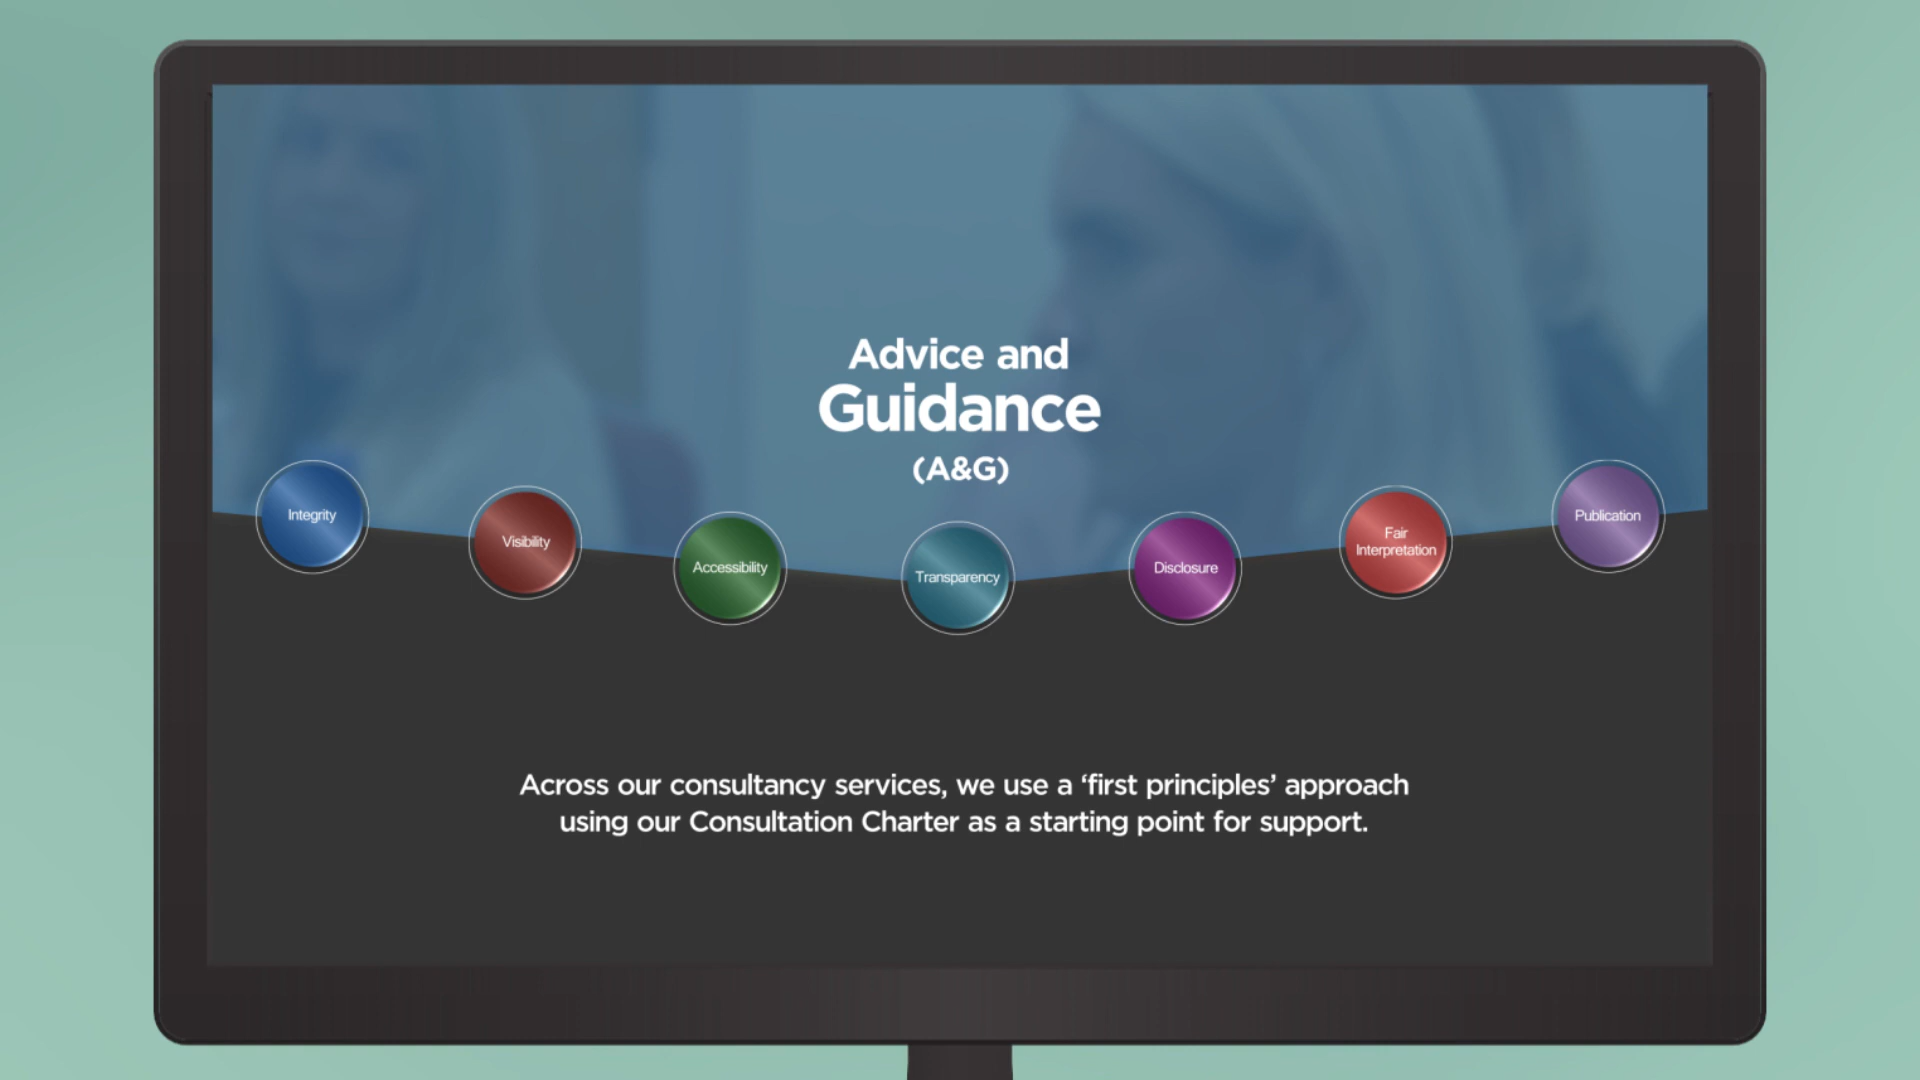 Advice and
Guidance
(A&G)
Integrity
Visibility
Accessibility
Transparency
Disclosure
Fair
Interpretation
Publication
Across our consultancy services, we use a ‘first principles’ approach
using our Consultation Charter as a starting point for support.